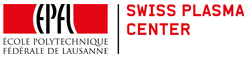 EPFL
ÉCOLE POLYTECHNIQUE
FÉDÉRALE DE LAUSANNE
SWISS PLASMA
CENTER